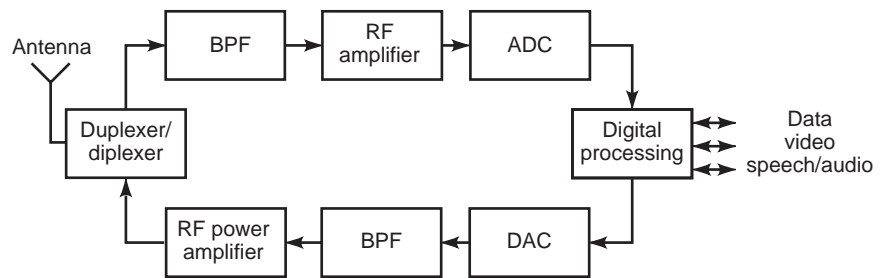 Antenna
BPF
RF
amplifier
ADC
Duplexer/
diplexer
Digital
processing
Data
video
speech/audio
RF power
amplifier
BPF
DAC